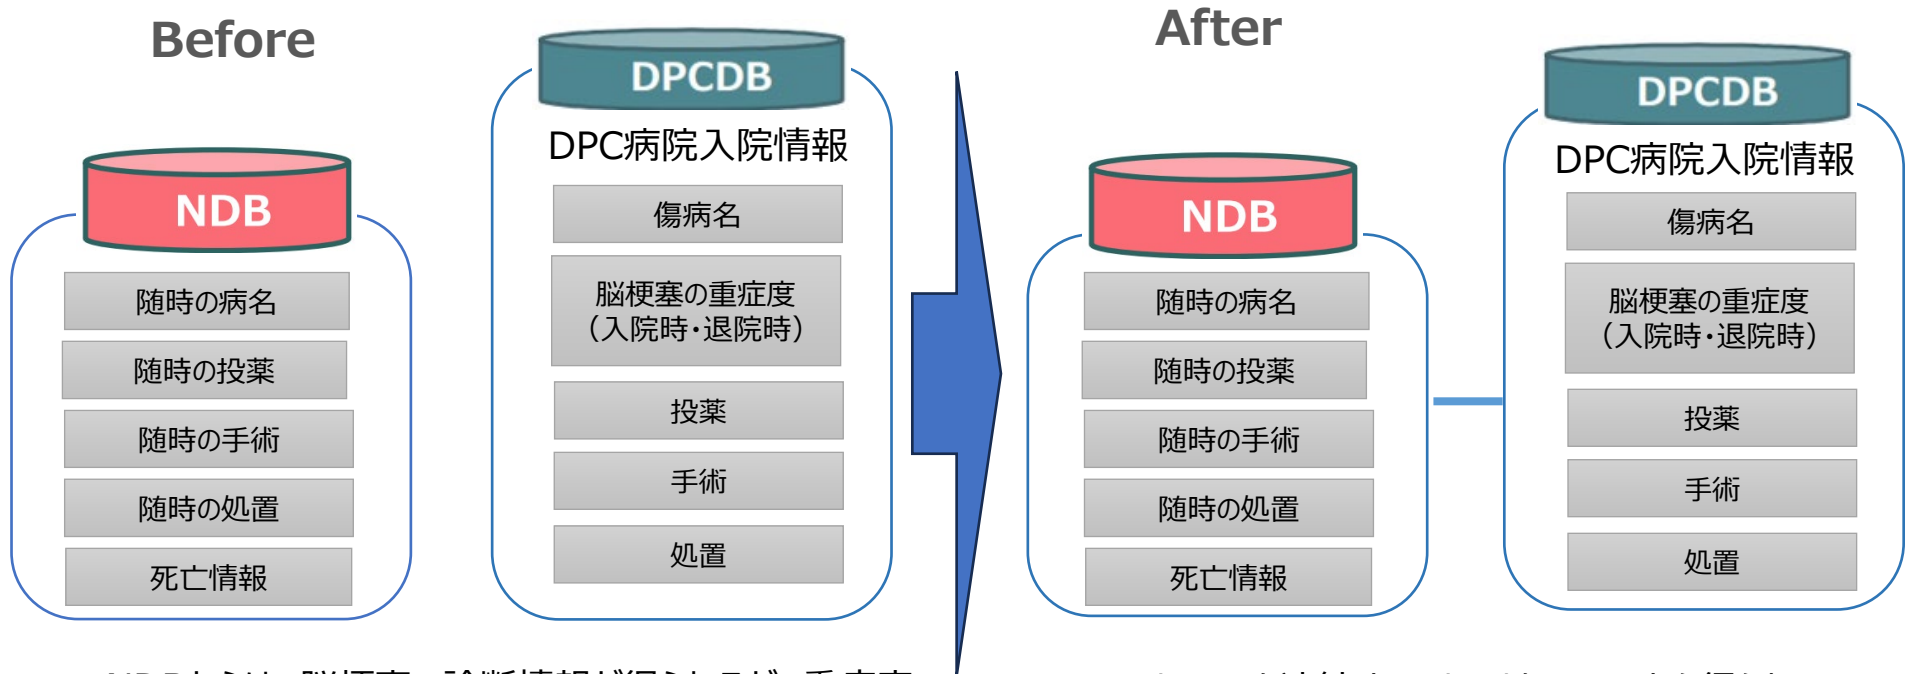 Before
NDB
随時の病名
随時の投薬
随時の手術
随時の処置
死亡情報
DPCDB
DPC病院入院情報
傷病名
脳梗塞の重症度
（入院時・退院時）
投薬
手術
処置
After
NDB
随時の病名
随時の投薬
随時の手術
随時の処置
死亡情報
DPCDB
DPC病院入院情報
傷病名
脳梗塞の重症度
（入院時・退院時）
投薬
手術
処置